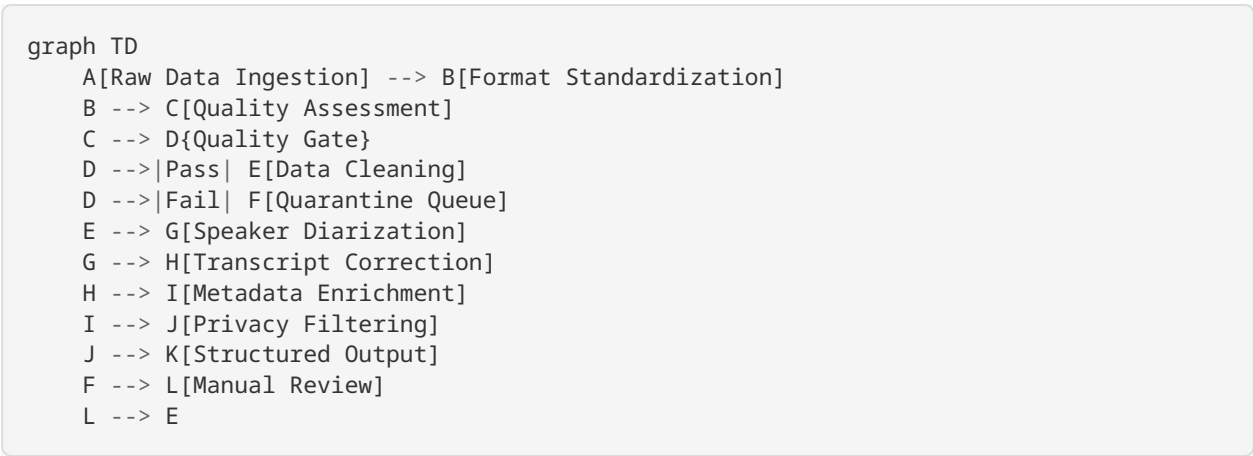 graph TD
    A[Raw Data Ingestion] --> B[Format Standardization]
    B --> C[Quality Assessment]
    C --> D{Quality Gate}
    D -->|Pass| E[Data Cleaning]
    D -->|Fail| F[Quarantine Queue]
    E --> G[Speaker Diarization]
    G --> H[Transcript Correction]
    H --> I[Metadata Enrichment]
    I --> J[Privacy Filtering]
    J --> K[Structured Output]
    F --> L[Manual Review]
    L --> E